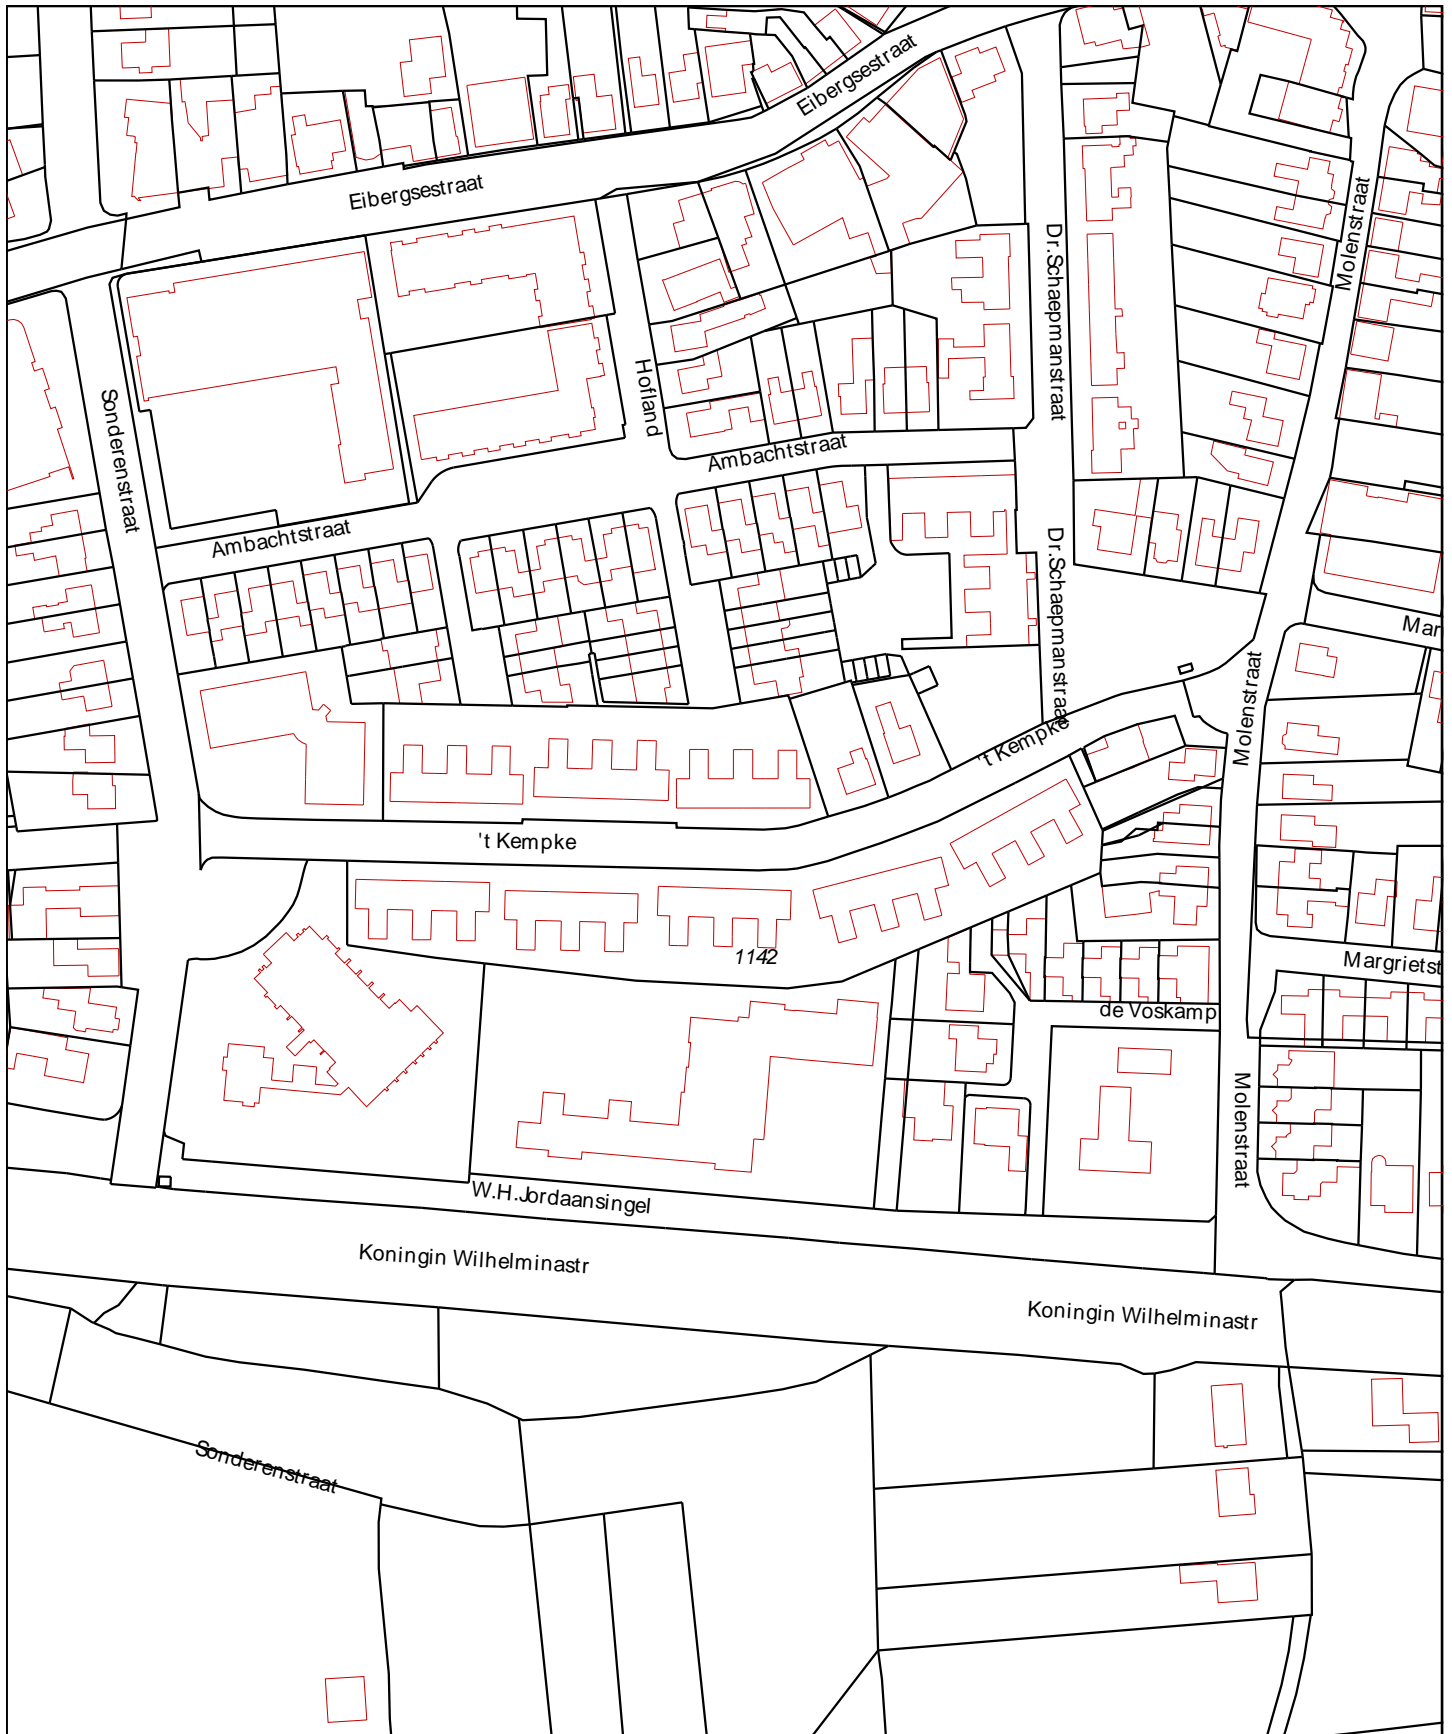 Eibergsestraat
Eibergsestraat
Molenstraat
Dr.Schaepmanstraat
Hofland
Sonderenstraat
Ambachtstraat
Ambachtstraat
Dr.Schaepmanstraat
Mar
Molenstraat
't Kempke
't Kempke
1142
Margrietst
de Voskamp
Molenstraat
W.H.Jordaansingel
Koningin Wilhelminastr
Koningin Wilhelminastr
Sonderenstraat